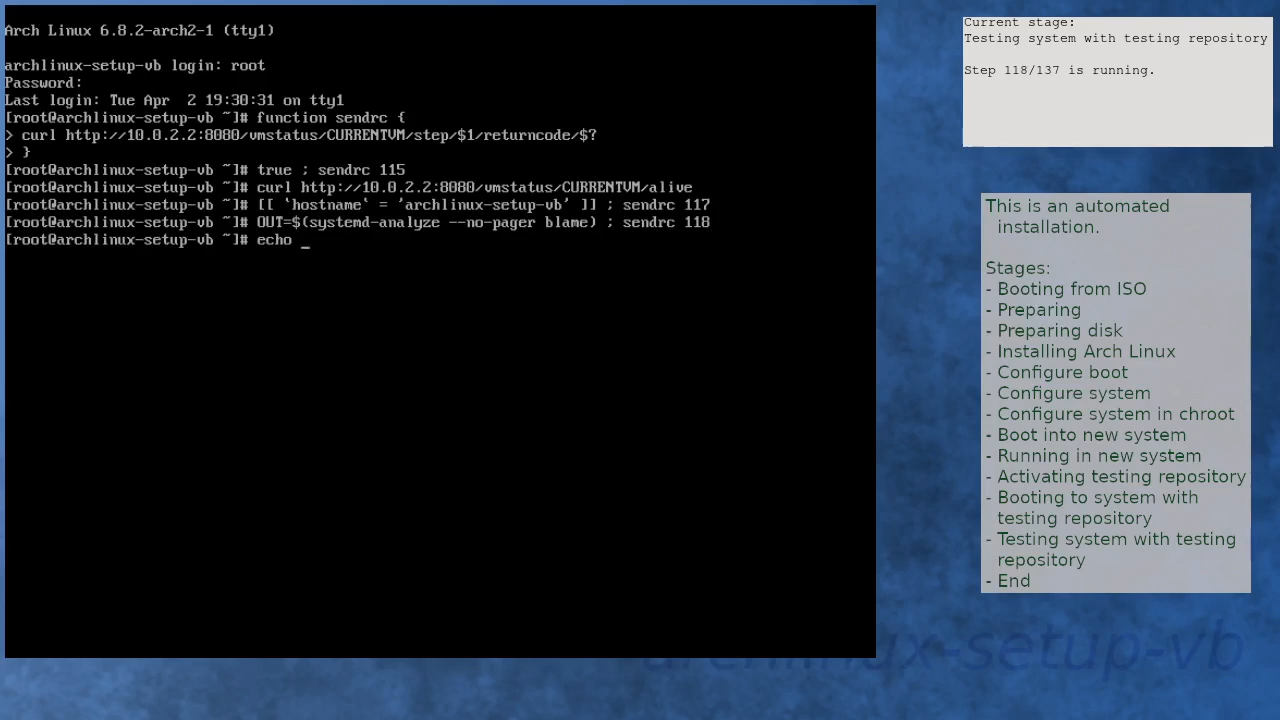 Arch Linux 6.8.2-arch2-1 (tty1)
archlinux-setup-vb login: root
Password:
Last login: Tue Apr  2 19:30:31 on tty1
[root@archlinux-setup-vb ~]# function sendrc {
> curl http://10.0.2.2:8080/vmstatus/CURRENTVM/step/$1/returncode/$?
> }
[root@archlinux-setup-vb ~]# true ; sendrc 115
[root@archlinux-setup-vb ~]# curl http://10.0.2.2:8080/vmstatus/CURRENTVM/alive
[root@archlinux-setup-vb ~]# [[ `hostname` = 'archlinux-setup-vb' ]] ; sendrc 117
[root@archlinux-setup-vb ~]# OUT=$(systemd-analyze --no-pager blame) ; sendrc 118
[root@archlinux-setup-vb ~]# echo _
Current stage:
Testing system with testing repository
Step 118/137 is running.
This is an automated
installation.
Stages:
- Booting from ISO
- Preparing
- Preparing disk
- Installing Arch Linux
- Configure boot
- Configure system
- Configure system in chroot
- Boot into new system
- Running in new system
- Activating testing repository
- Booting to system with
testing repository
- Testing system with testing
repository
- End
archlinux-setup-vb